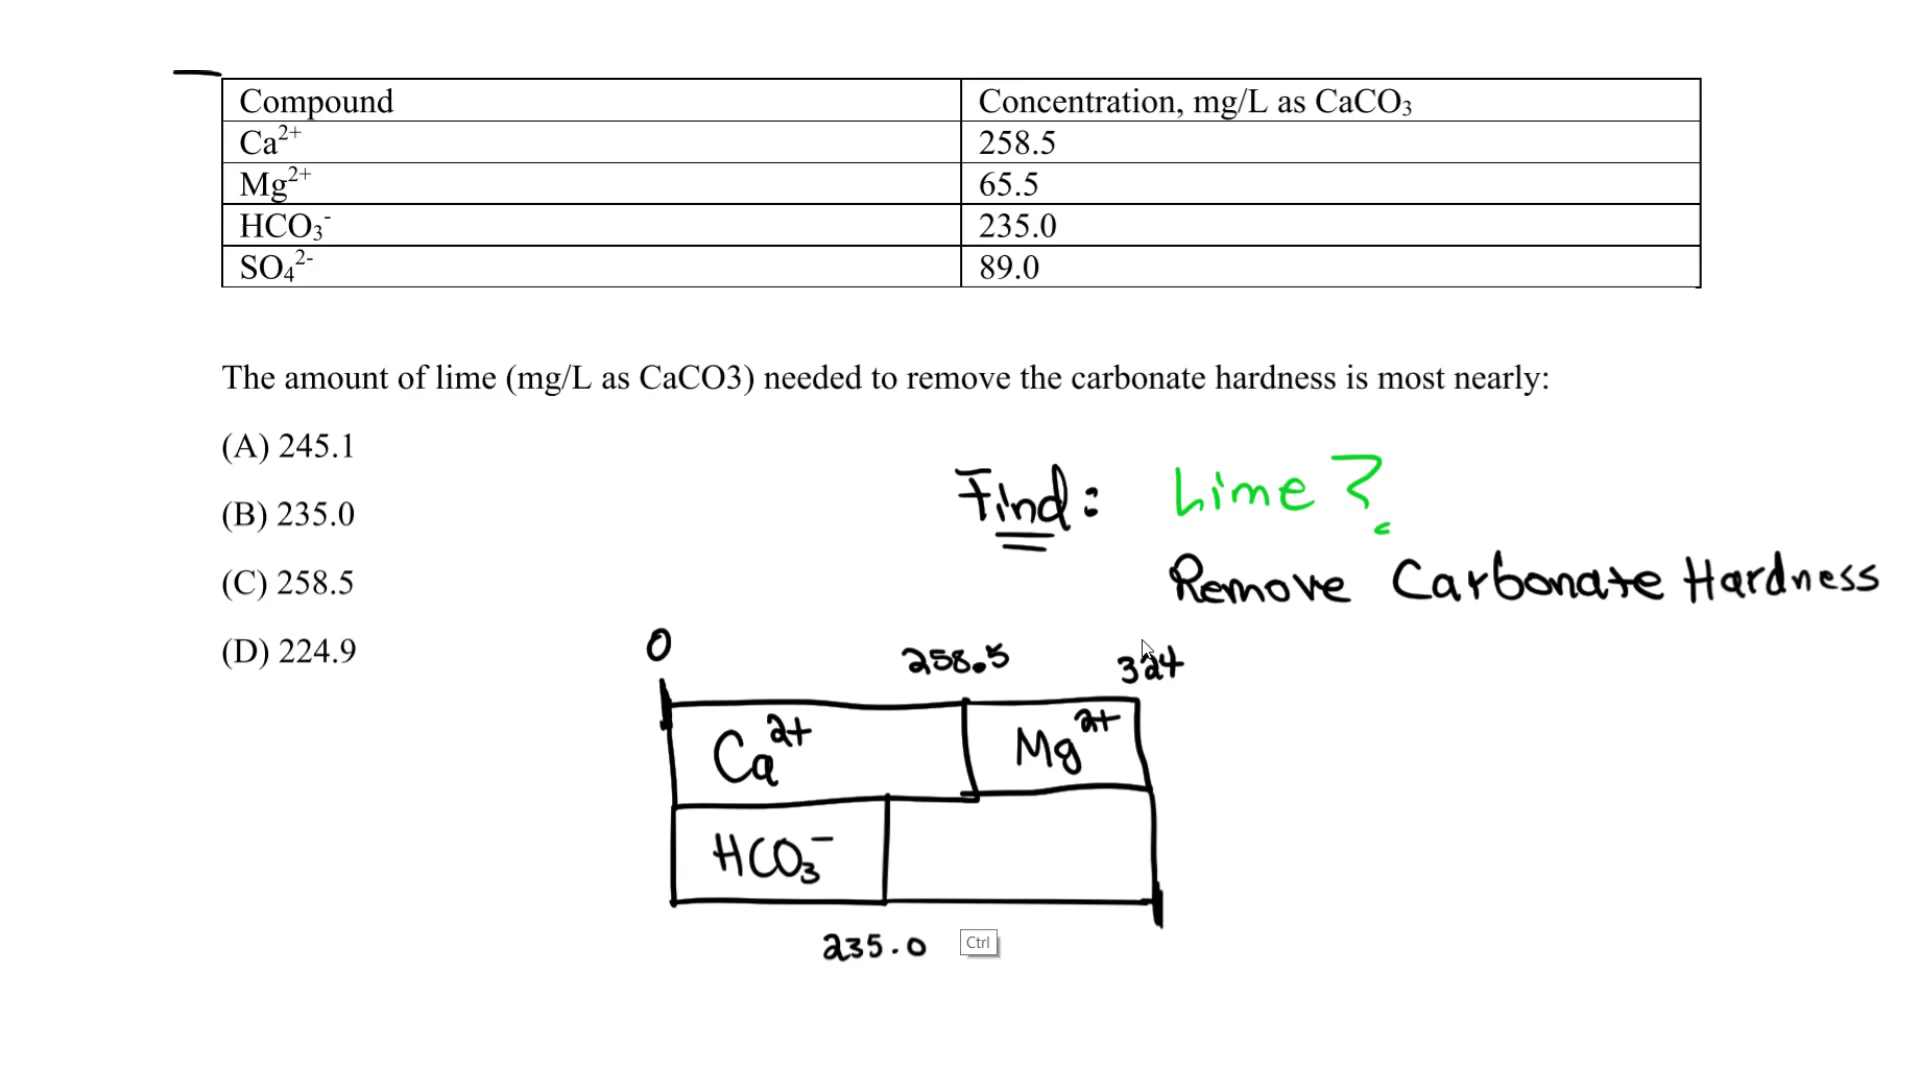 Compound Concentration, mg/L as CaCO₃
Ca²⁺ 258.5
Mg²⁺ 65.5
HCO₃⁻ 235.0
SO₄²⁻ 89.0
The amount of lime (mg/L as CaCO3) needed to remove the carbonate hardness is most nearly:
(A) 245.1
(B) 235.0
(C) 258.5
(D) 224.9
Find: Lime?
Remove Carbonate Hardness
0 258.5 324
Ca²⁺ Mg²⁺
HCO₃⁻
235.0 Ctrl